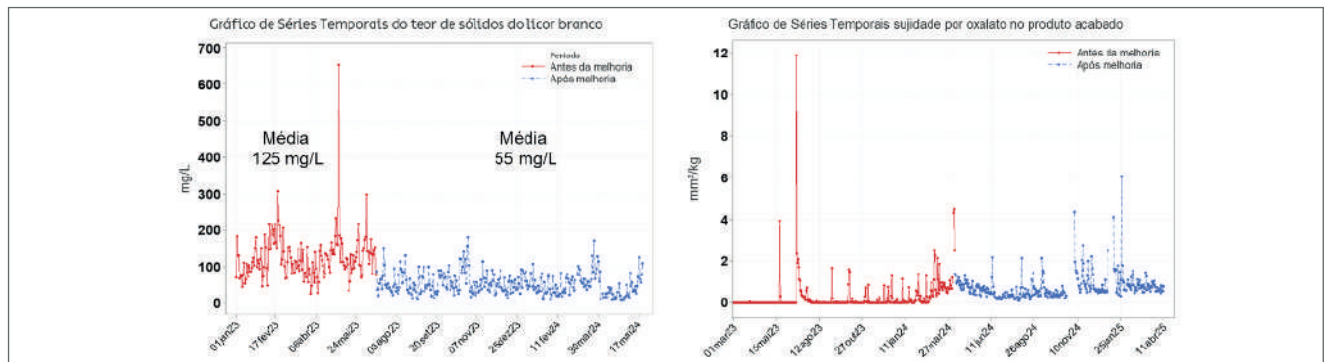 Gráfico de Séries Temporais do teor de sólidos do licor branco
mg/L
700
600
500
400
300
200
100
0
Período
Antes da melhoria
Após melhoria
Média
125 mg/L
Média
55 mg/L
01jan23
17fev23
24mai23
03ago23
20set23
07nov23
11fev24
30mar24
17mai24
Gráfico de Séries Temporais sujidade por oxalato no produto acabado
mm²/kg
12
10
8
6
4
2
0
Antes da melhoria
Após melhoria
01mar23
15mai23
12ago23
27out23
11jan24
27mar24
11jun24
26ago24
10nov24
25jan25
11abr25